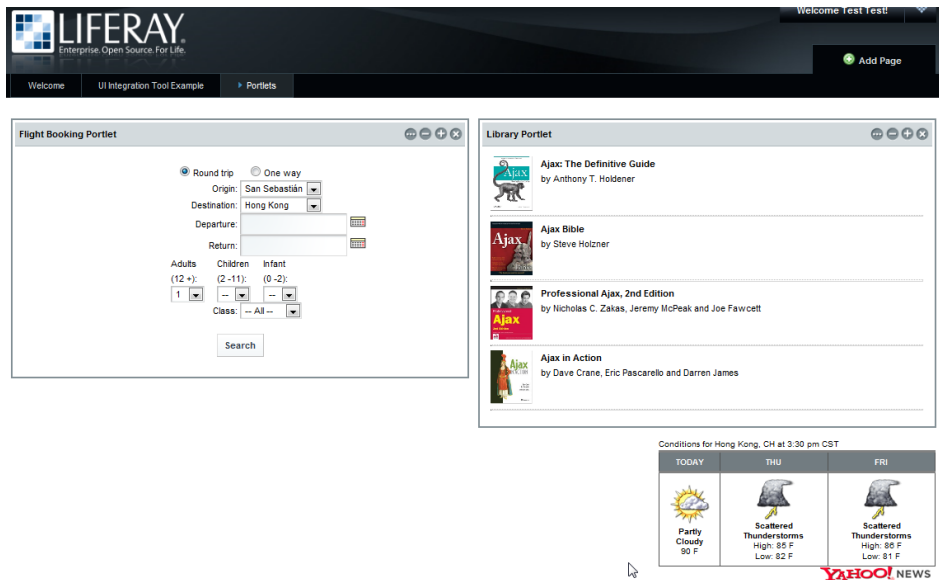 Welcome Test Test!
LIFERAY.
Enterprise. Open Source. For Life.
Add Page
Welcome
UI Integration Tool Example
Portlets
Flight Booking Portlet
Round trip
One way
Origin: San Sebastián
Destination: Hong Kong
Departure:
Return:
Adults Children Infant
(12 +): (2 -11): (0 -2):
1 -- --
Class: -- All --
Search
Library Portlet
Ajax
Ajax: The Definitive Guide
by Anthony T. Holdener
Ajax
Ajax Bible
by Steve Holzner
Ajax
Professional Ajax, 2nd Edition
by Nicholas C. Zakas, Jeremy McPeak and Joe Fawcett
Ajax
Ajax in Action
by Dave Crane, Eric Pascarello and Darren James
Conditions for Hong Kong, CH at 3:30 pm CST
TODAY THU FRI
Partly
Cloudy
90 F
Scattered
Thunderstorms
High: 85 F
Low: 82 F
Scattered
Thunderstorms
High: 86 F
Low: 81 F
YAHOO! NEWS